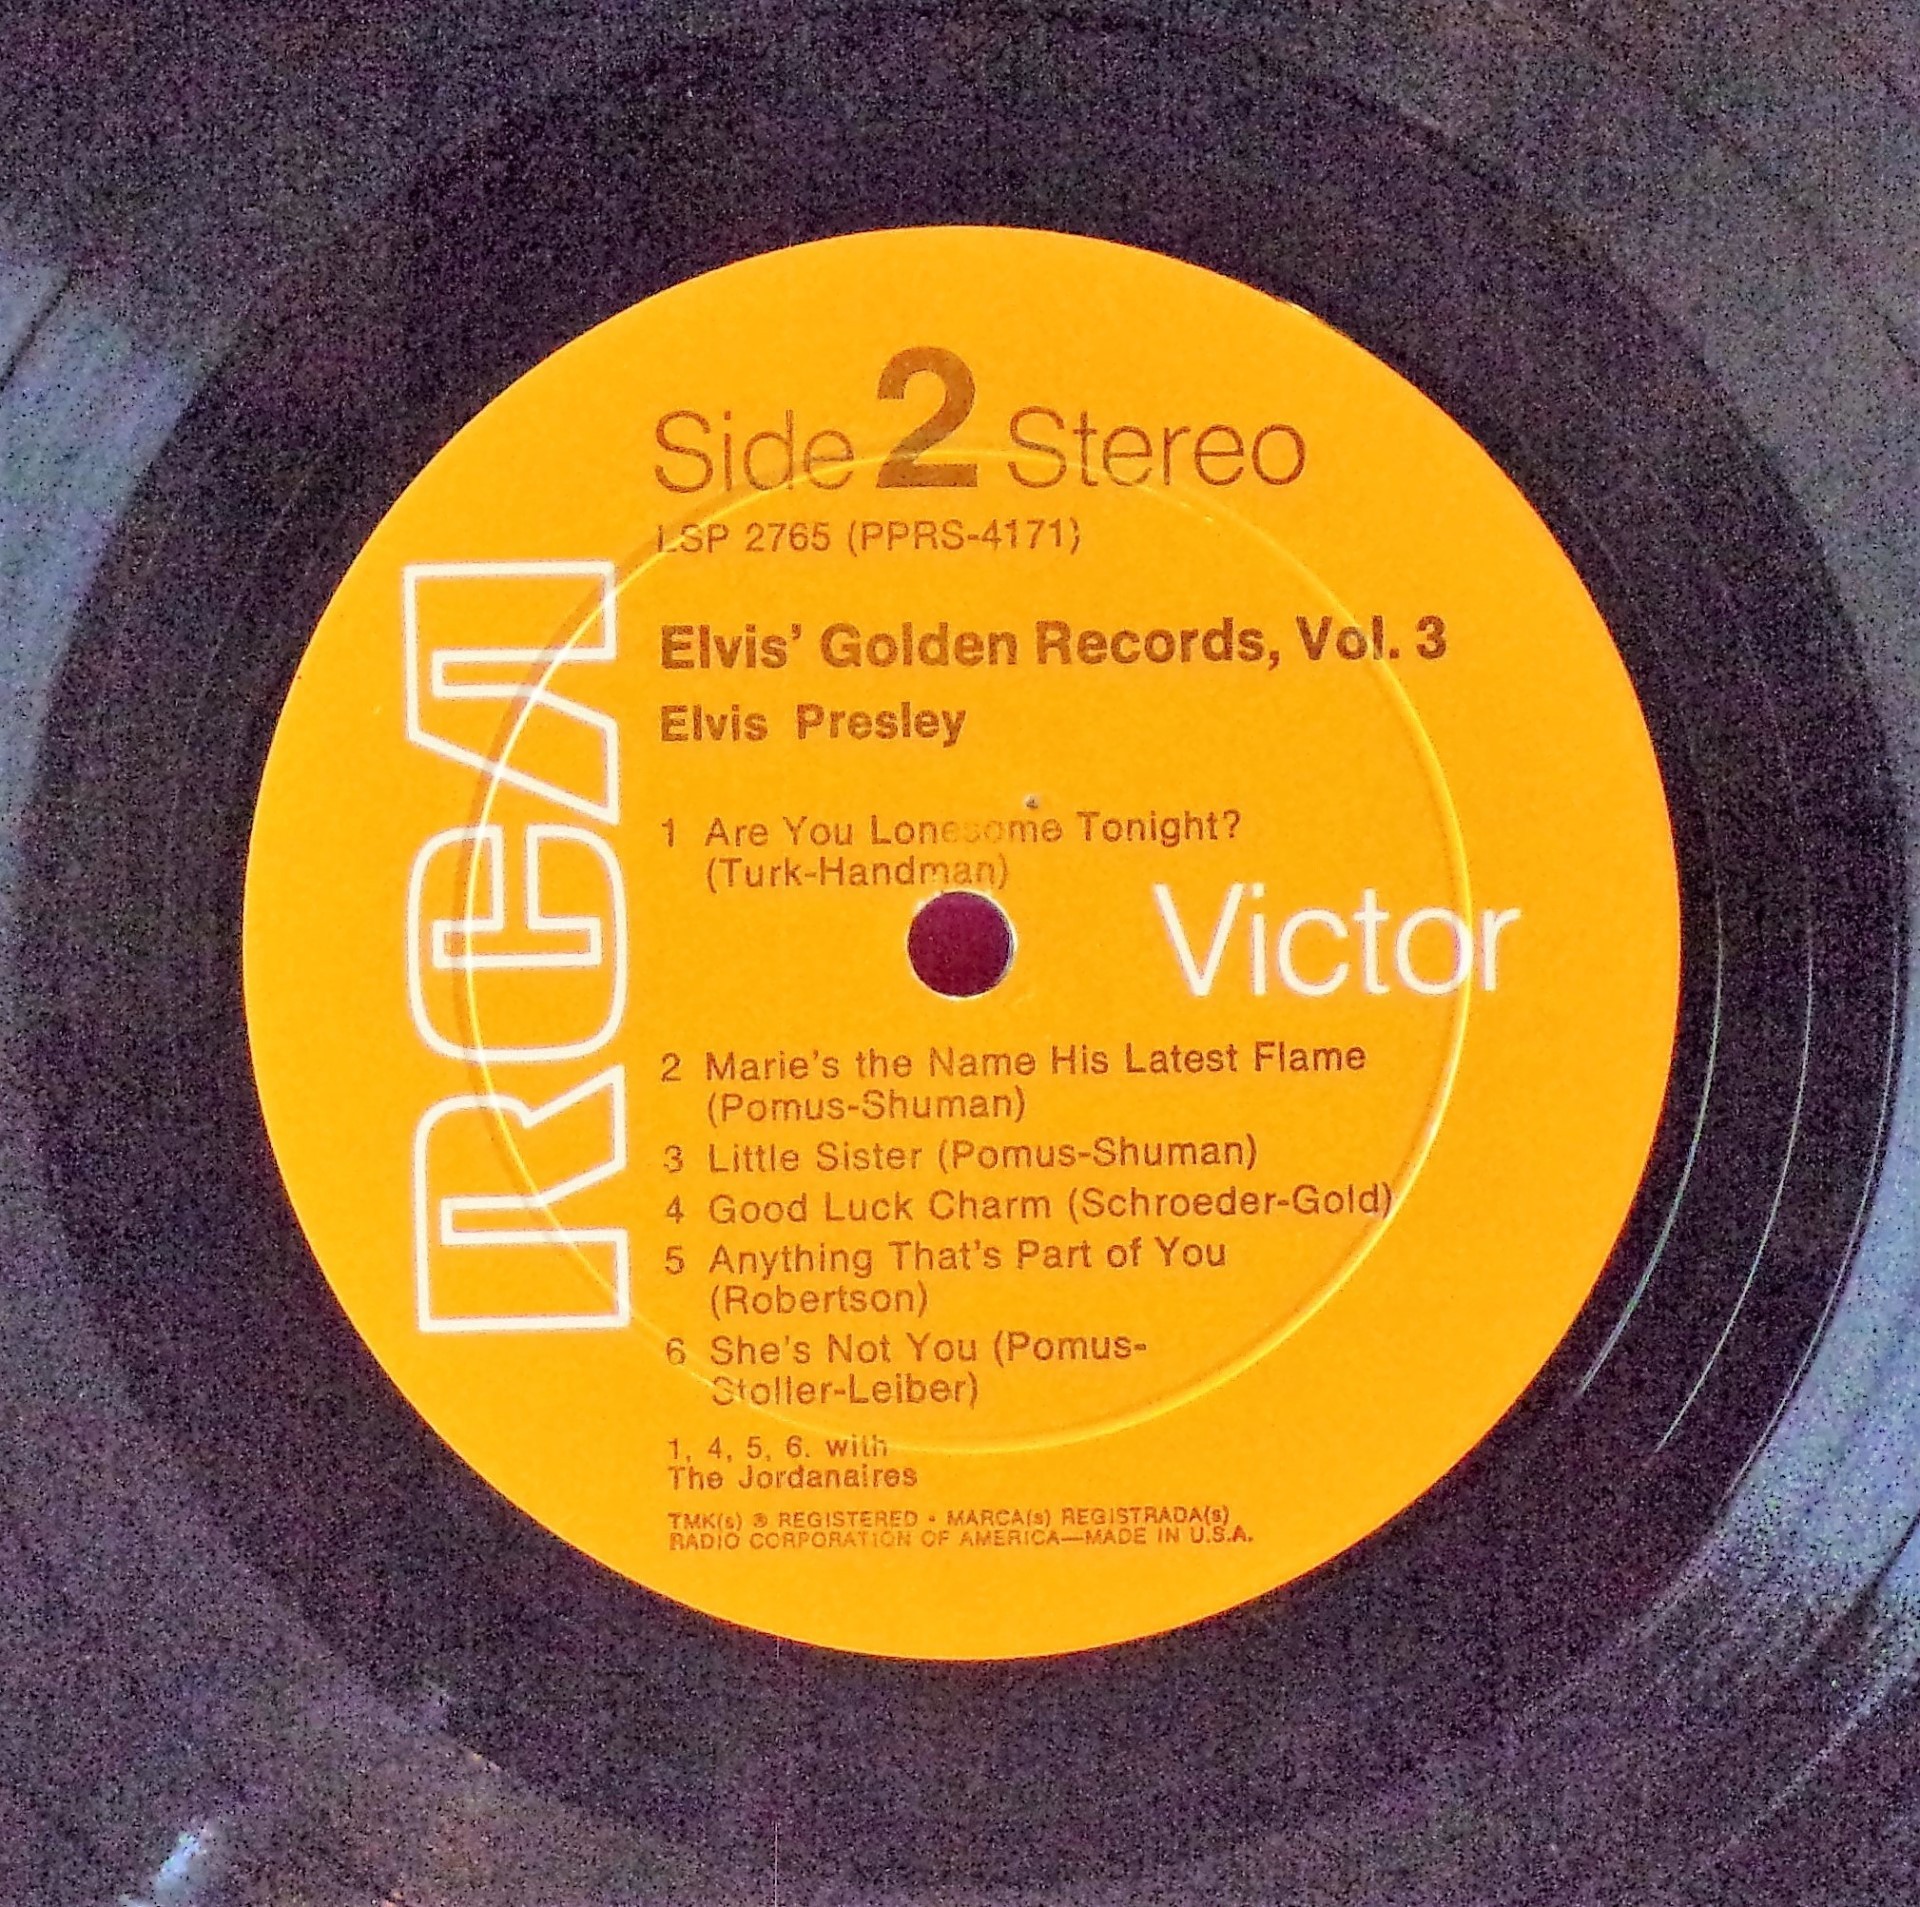 Side 2 Stereo
LSP 2765 (PPRS-4171)
Elvis' Golden Records, Vol. 3
Elvis Presley
1 Are You Lonesome Tonight?
(Turk-Handman)
RCA
Victor
2 Marie's the Name His Latest Flame
(Pomus-Shuman)
3 Little Sister (Pomus-Shuman)
4 Good Luck Charm (Schroeder-Gold)
5 Anything That's Part of You
(Robertson)
6 She's Not You (Pomus-
Stoller-Leiber)
1, 4, 5, 6. with
The Jordanaires
TMK(s) ® REGISTERED • MARCA(s) REGISTRADA(s)
RADIO CORPORATION OF AMERICA—MADE IN U.S.A.